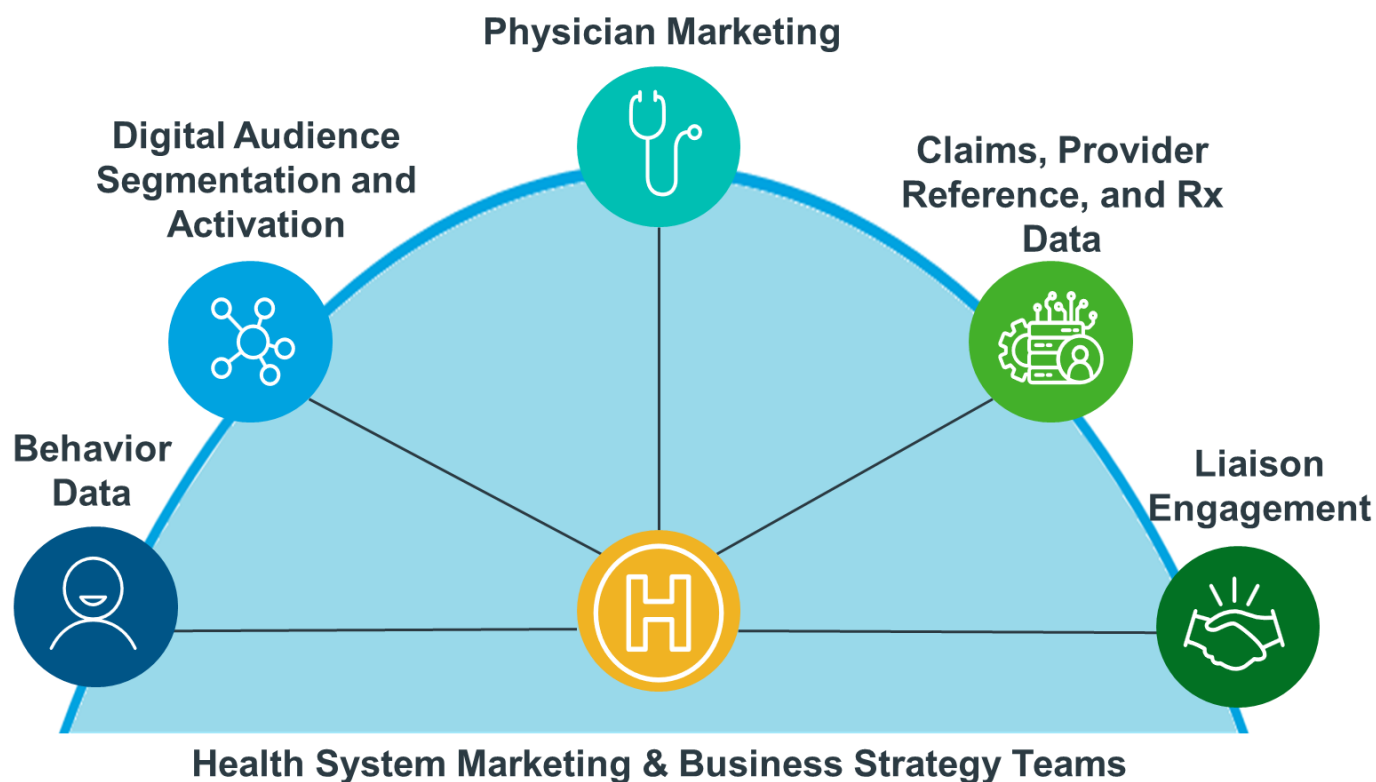 Physician Marketing
Digital Audience
Segmentation and
Activation
Claims, Provider
Reference, and Rx
Data
Behavior
Data
Liaison
Engagement
H
Health System Marketing & Business Strategy Teams